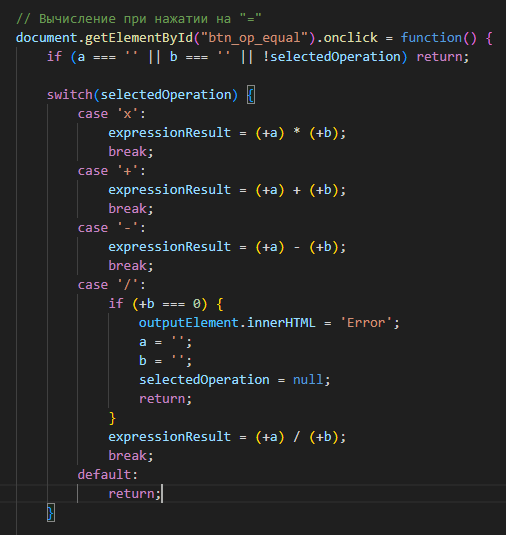 // Вычисление при нажатии на "="
document.getElementById("btn_op_equal").onclick = function() {
    if (a === '' || b === '' || !selectedOperation) return;

    switch(selectedOperation) {
        case 'x':
            expressionResult = (+a) * (+b);
            break;
        case '+':
            expressionResult = (+a) + (+b);
            break;
        case '-':
            expressionResult = (+a) - (+b);
            break;
        case '/':
            if (+b === 0) {
                outputElement.innerHTML = 'Error';
                a = '';
                b = '';
                selectedOperation = null;
                return;
            }
            expressionResult = (+a) / (+b);
            break;
        default:
            return;
    }